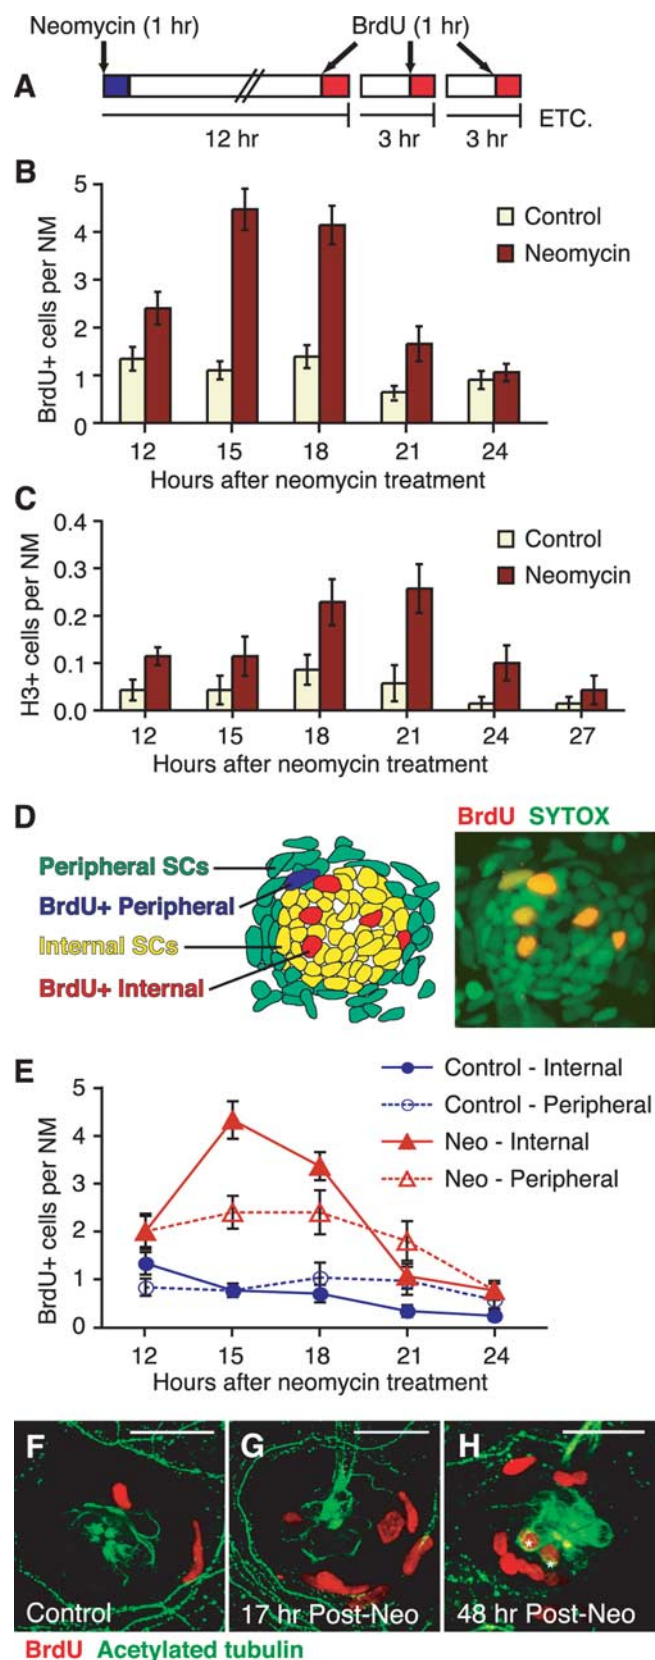 Neomycin (1 hr) BrdU (1 hr)
A
ETC.
12 hr 3 hr 3 hr
B
BrdU+ cells per NM
5
4
3
2
1
0
Control
Neomycin
12 15 18 21 24
Hours after neomycin treatment
C
H3+ cells per NM
0.4
0.3
0.2
0.1
0.0
Control
Neomycin
12 15 18 21 24 27
Hours after neomycin treatment
D
BrdU SYTOX
Peripheral SCs
BrdU+ Peripheral
Internal SCs
BrdU+ Internal
E
BrdU+ cells per NM
5
4
3
2
1
0
Control - Internal
Control - Peripheral
Neo - Internal
Neo - Peripheral
12 15 18 21 24
Hours after neomycin treatment
F G H
* *
Control 17 hr Post-Neo 48 hr Post-Neo
BrdU Acetylated tubulin